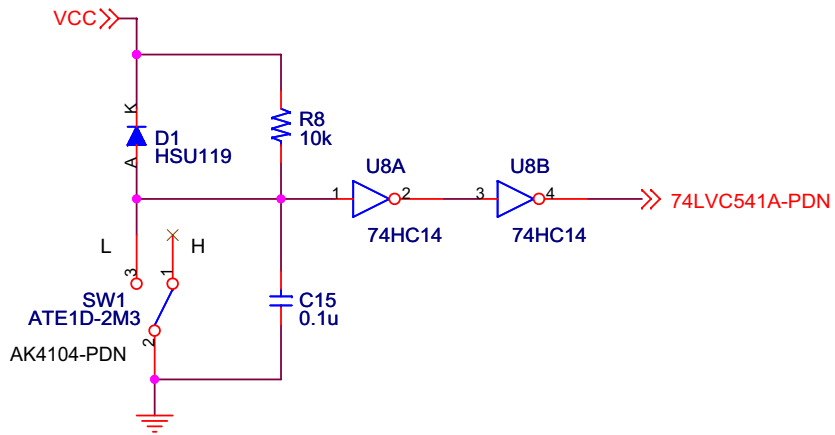 VCC
K
D1
HSU119
A
R8
10k
U8A
1
2
74HC14
U8B
3
4
74HC14
74LVC541A-PDN
L
H
3
1
SW1
ATE1D-2M3
2
AK4104-PDN
C15
0.1u